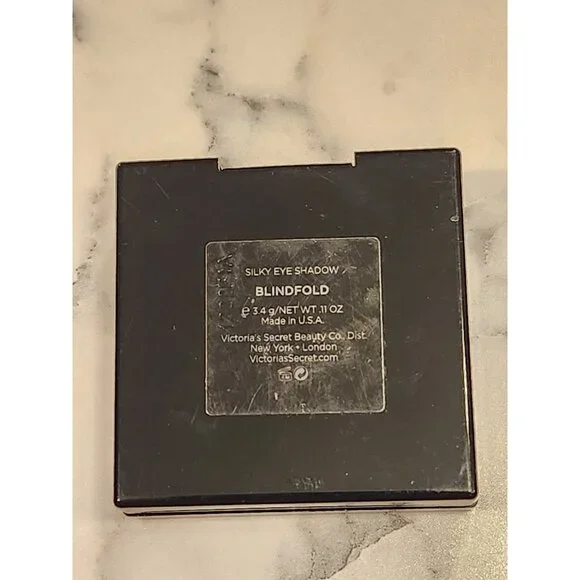 SILKY EYE SHADOW
BLINDFOLD
℮ 3.4 g/NET WT .11 OZ
Made in U.S.A.
Victoria's Secret Beauty Co., Dist.
New York • London
VictoriasSecret.com